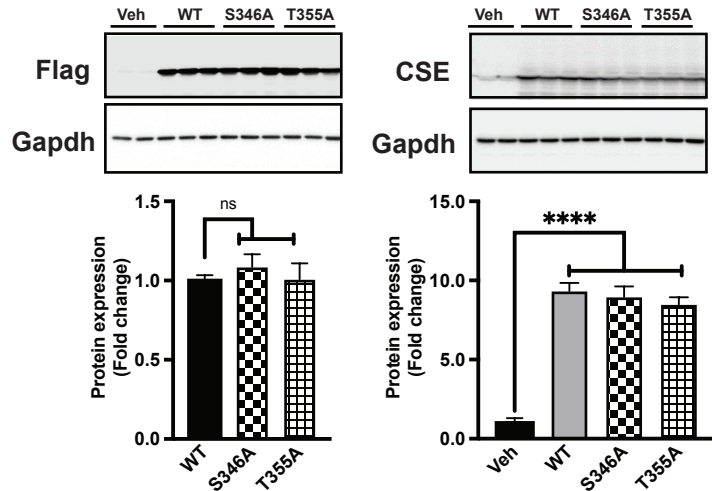 Veh WT S346A T355A
Flag
Gapdh
Veh WT S346A T355A
CSE
Gapdh
Protein expression
(Fold change)
1.5
1.0
0.5
0.0
ns
WT
S346A
T355A
Protein expression
(Fold change)
15.0
10.0
5.0
0.0
****
Veh
WT
S346A
T355A